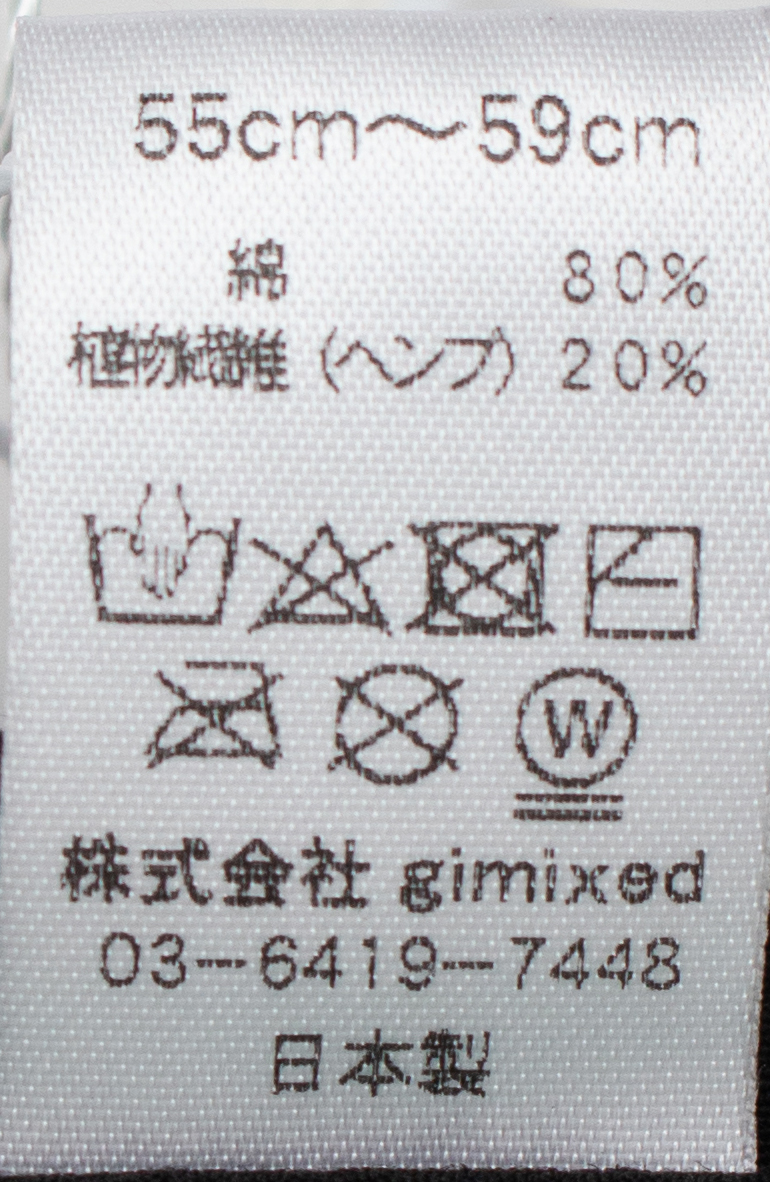 55cm～59cm
綿 80%
植物繊維（ヘンプ）20%
W
株式会社 gimixed
03-6419-7448
日本製